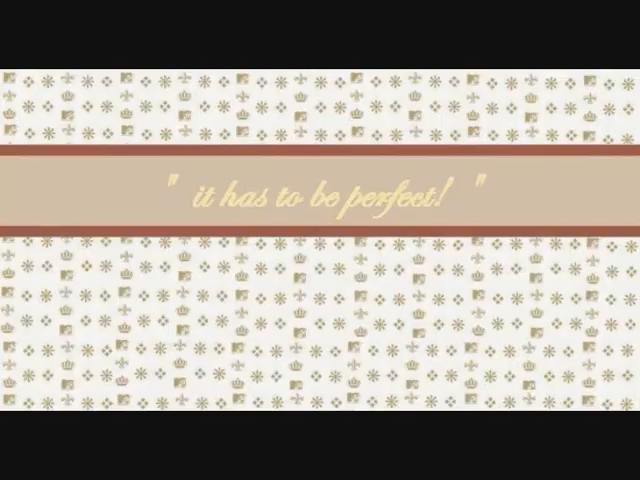 " it has to be perfect! "